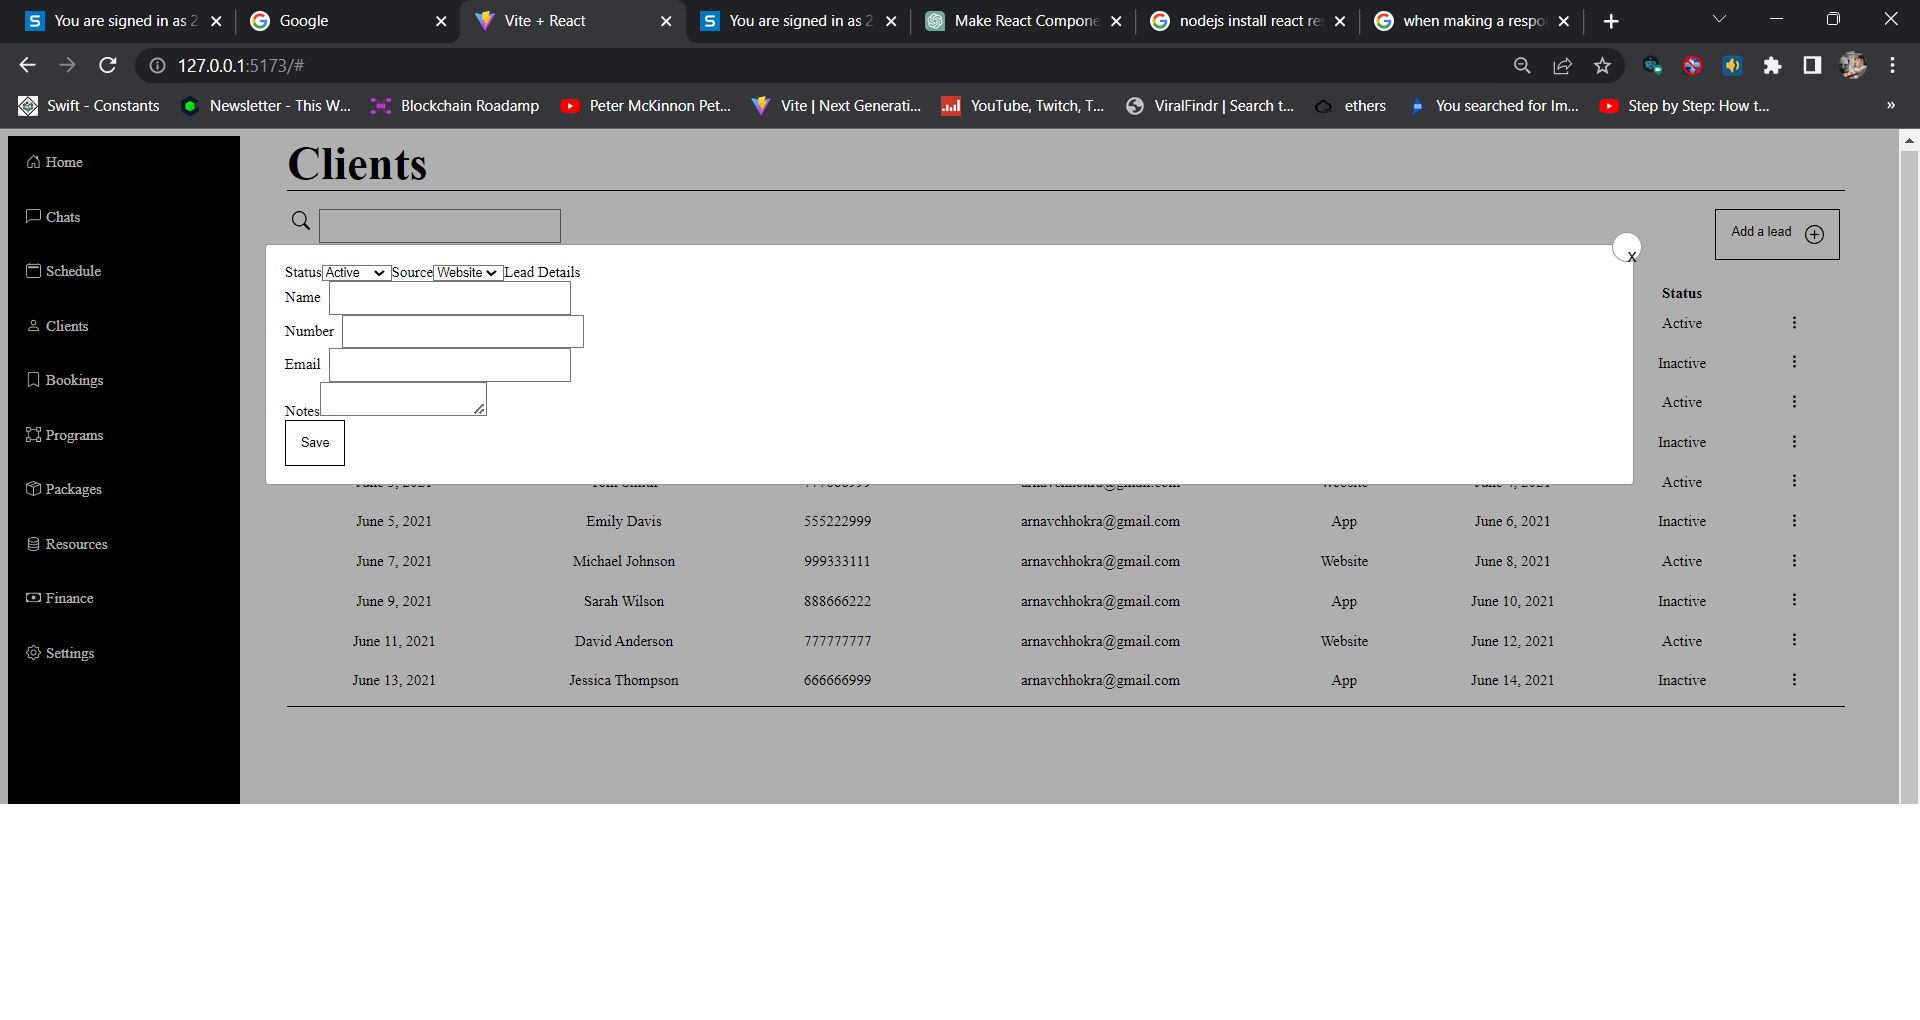 You are signed in as 2
Google
Vite + React
You are signed in as 2
Make React Compone
nodejs install react re
when making a respo
127.0.0.1:5173/#
Swift - Constants
Newsletter - This W...
Blockchain Roadamp
Peter McKinnon Pet...
Vite | Next Generati...
YouTube, Twitch, T...
ViralFindr | Search t...
ethers
You searched for Im...
Step by Step: How t...
»
Home
Chats
Schedule
Clients
Bookings
Programs
Packages
Resources
Finance
Settings
Clients
Add a lead
x
Status Active Source Website Lead Details
Name
Number
Email
Notes
Save
Status
Active
Inactive
Active
Inactive
Active
June 5, 2021 Emily Davis 555222999 arnavchhokra@gmail.com App June 6, 2021 Inactive
June 7, 2021 Michael Johnson 999333111 arnavchhokra@gmail.com Website June 8, 2021 Active
June 9, 2021 Sarah Wilson 888666222 arnavchhokra@gmail.com App June 10, 2021 Inactive
June 11, 2021 David Anderson 777777777 arnavchhokra@gmail.com Website June 12, 2021 Active
June 13, 2021 Jessica Thompson 666666999 arnavchhokra@gmail.com App June 14, 2021 Inactive